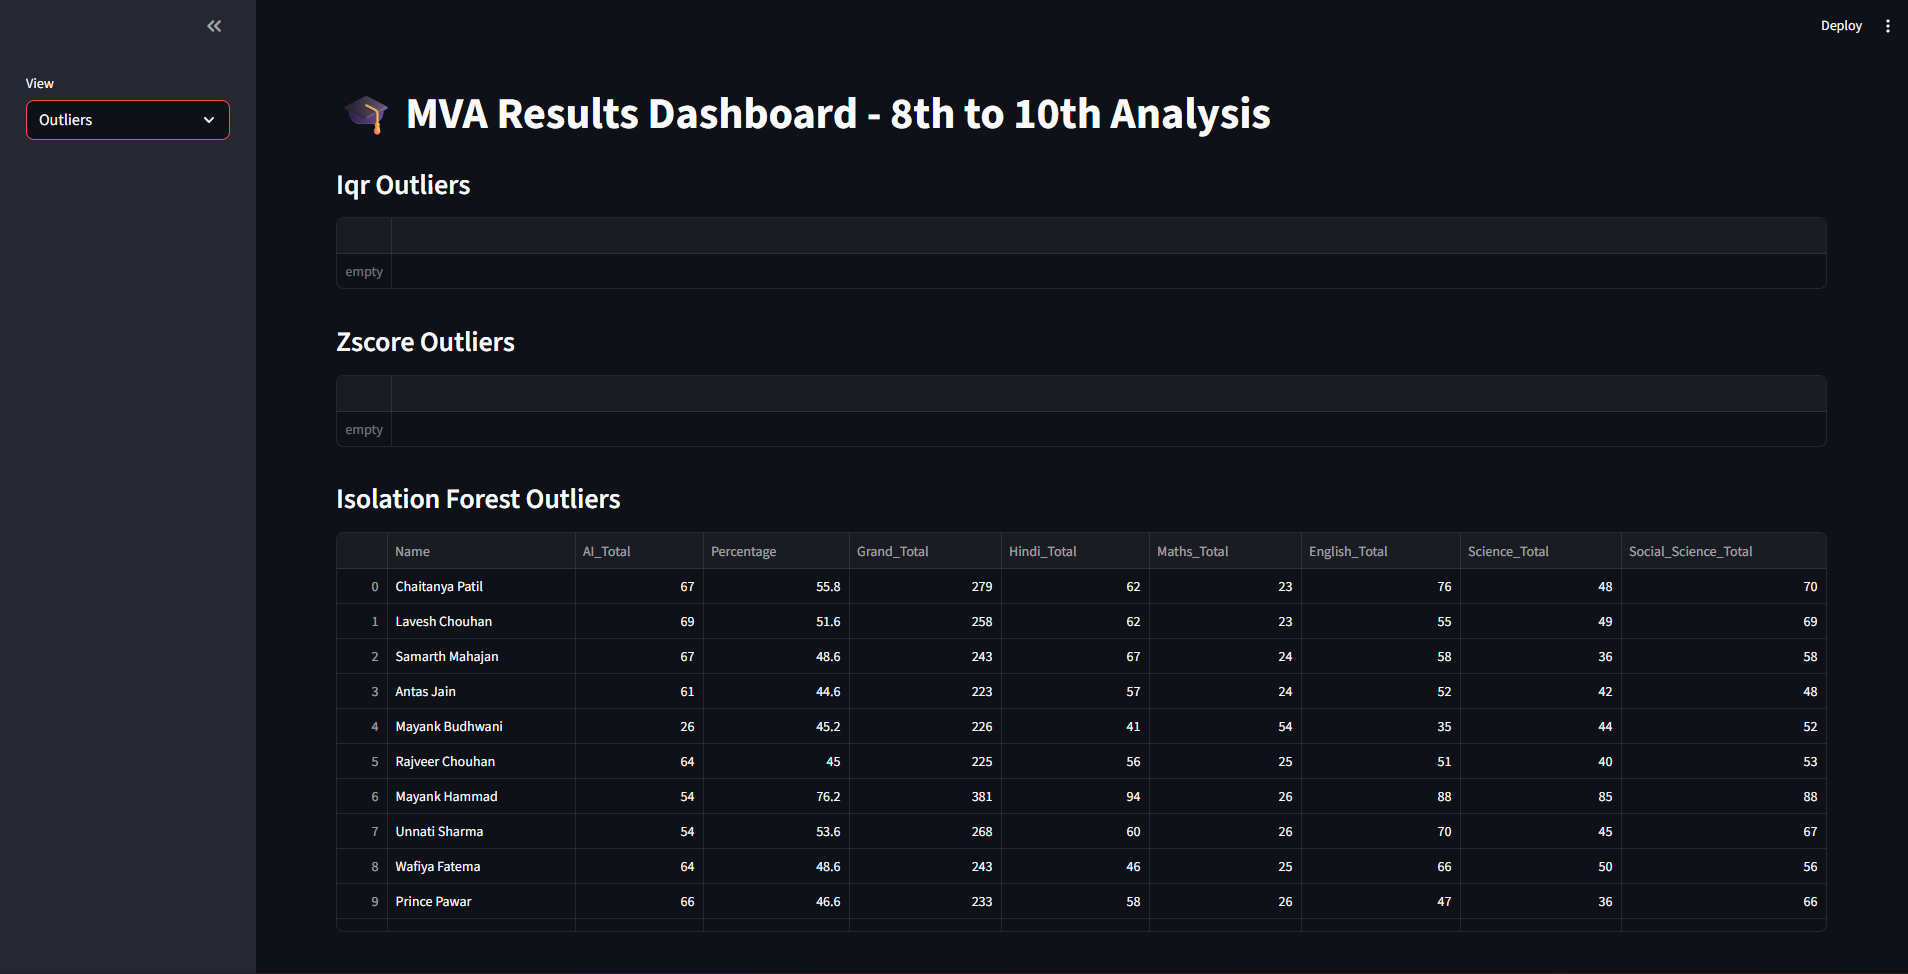 Deploy
View
Outliers
MVA Results Dashboard - 8th to 10th Analysis
Iqr Outliers
empty
Zscore Outliers
empty
Isolation Forest Outliers
Name AI_Total Percentage Grand_Total Hindi_Total Maths_Total English_Total Science_Total Social_Science_Total
0 Chaitanya Patil 67 55.8 279 62 23 76 48 70
1 Lavesh Chouhan 69 51.6 258 62 23 55 49 69
2 Samarth Mahajan 67 48.6 243 67 24 58 36 58
3 Antas Jain 61 44.6 223 57 24 52 42 48
4 Mayank Budhwani 26 45.2 226 41 54 35 44 52
5 Rajveer Chouhan 64 45 225 56 25 51 40 53
6 Mayank Hammad 54 76.2 381 94 26 88 85 88
7 Unnati Sharma 54 53.6 268 60 26 70 45 67
8 Wafiya Fatema 64 48.6 243 46 25 66 50 56
9 Prince Pawar 66 46.6 233 58 26 47 36 66